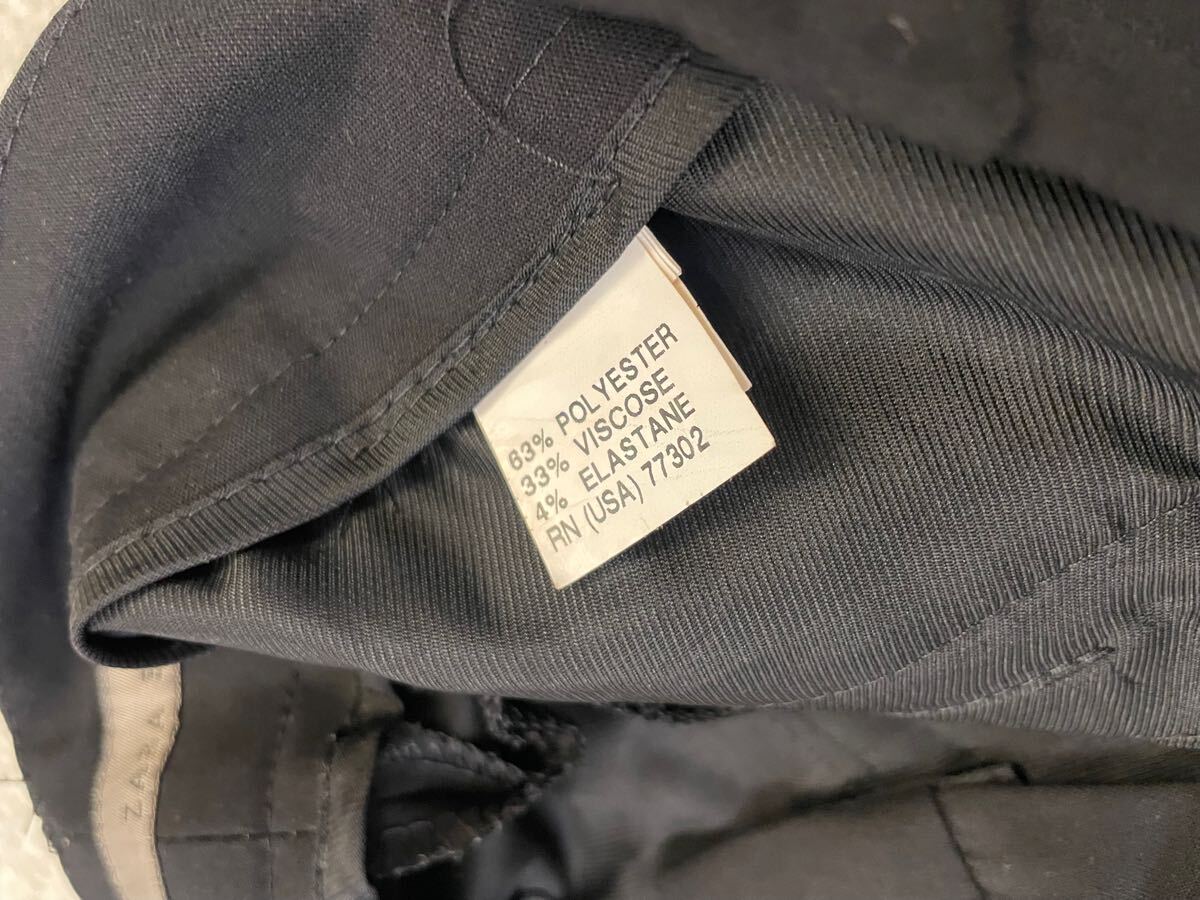 63% POLYESTER
33% VISCOSE
4% ELASTANE
RN (USA) 77302
ZARA